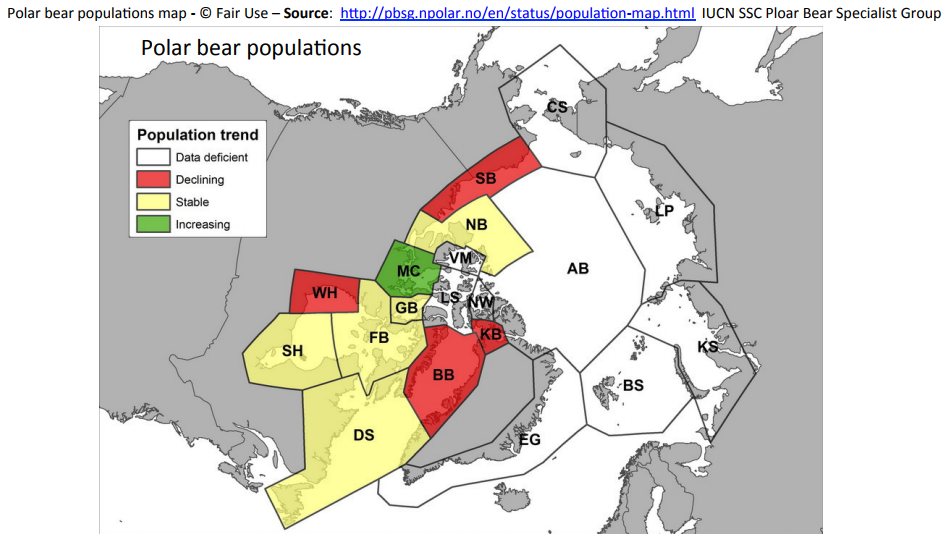 Polar bear populations map - © Fair Use – Source: http://pbsg.npolar.no/en/status/population-map.html IUCN SSC Ploar Bear Specialist Group
Polar bear populations
CS
Population trend
Data deficient
Declining
Stable
Increasing
SB
LP
NB
VM
MC
AB
WH
LS
NW
GB
KB
FB
SH
KS
BB
BS
DS
EG